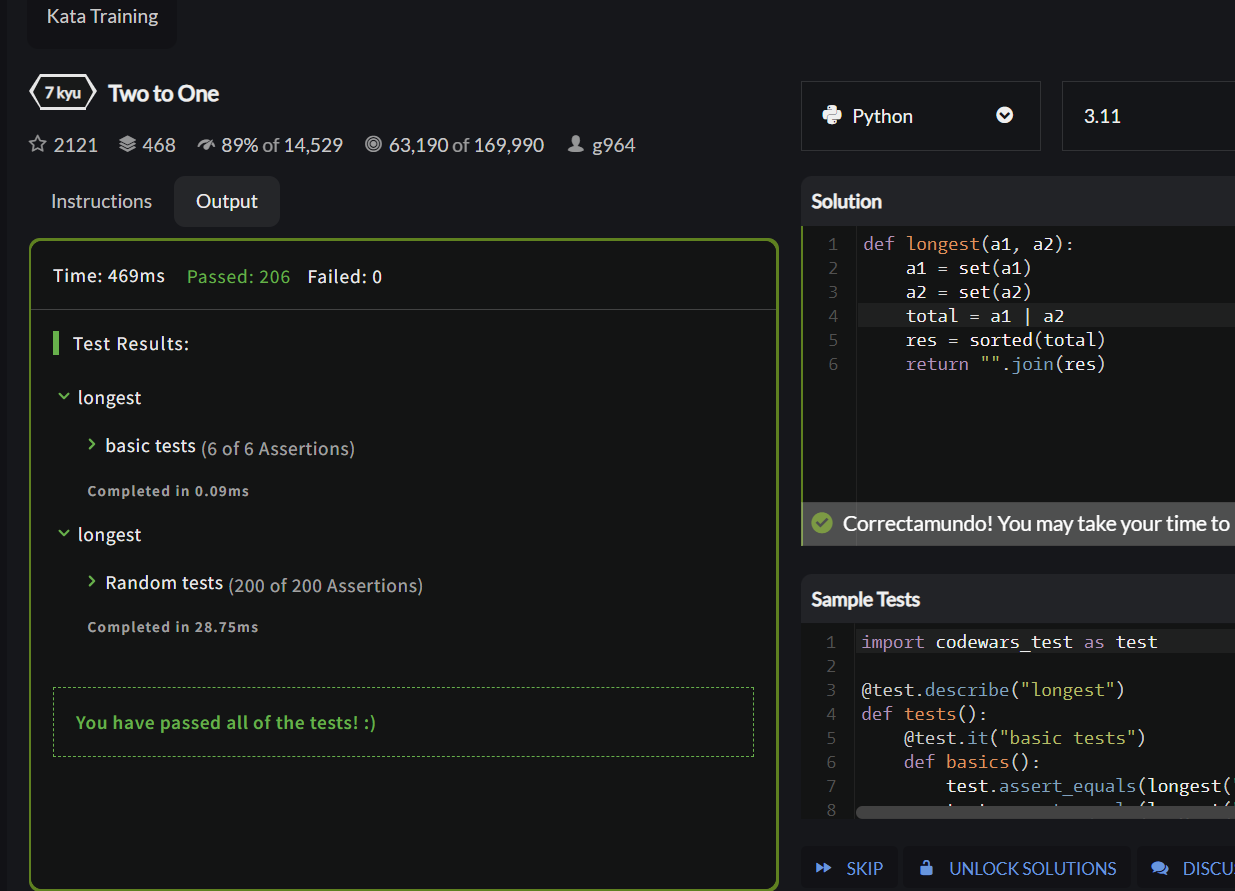 Kata Training
7 kyu Two to One
2121 468 89% of 14,529 63,190 of 169,990 g964
Instructions Output
Time: 469ms Passed: 206 Failed: 0
Test Results:
longest
basic tests (6 of 6 Assertions)
Completed in 0.09ms
longest
Random tests (200 of 200 Assertions)
Completed in 28.75ms
You have passed all of the tests! :)
Python 3.11
Solution
1 def longest(a1, a2):
2 a1 = set(a1)
3 a2 = set(a2)
4 total = a1 | a2
5 res = sorted(total)
6 return "".join(res)
Correctamundo! You may take your time to
Sample Tests
1 import codewars_test as test
2
3 @test.describe("longest")
4 def tests():
5 @test.it("basic tests")
6 def basics():
7 test.assert_equals(longest(
8
SKIP UNLOCK SOLUTIONS DISCU